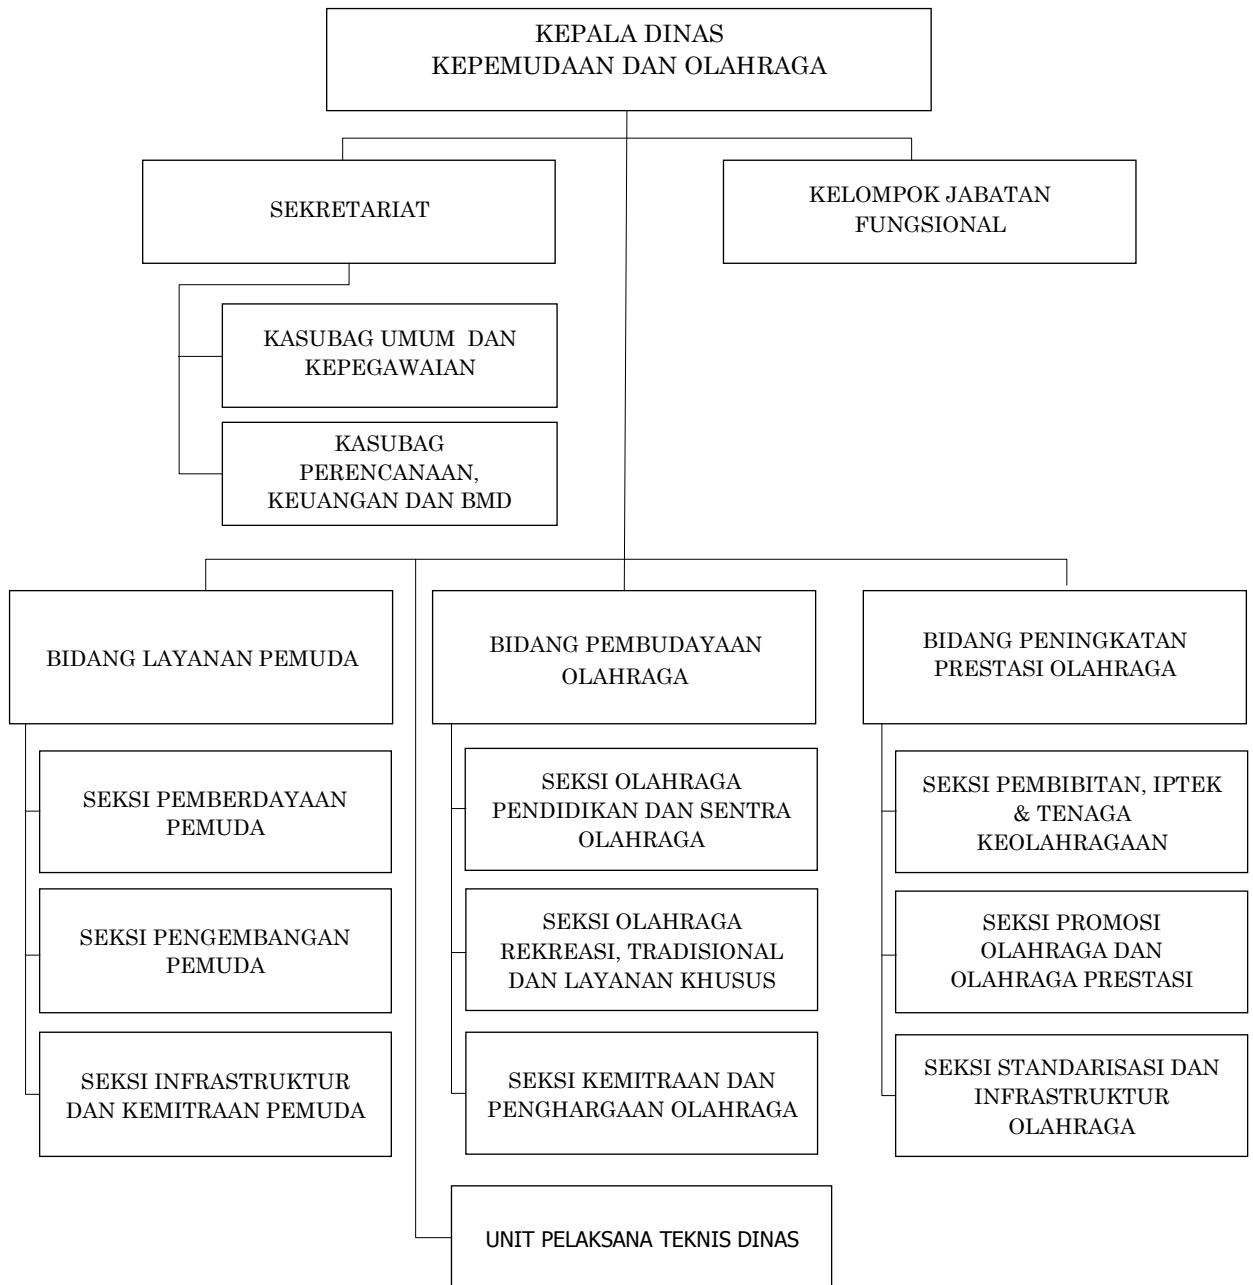 KEPALA DINAS
KEPEMUDAAN DAN OLAHRAGA
SEKRETARIAT
KELOMPOK JABATAN
FUNGSIONAL
KASUBAG UMUM  DAN
KEPEGAWAIAN
KASUBAG
PERENCANAAN,
KEUANGAN DAN BMD
BIDANG LAYANAN PEMUDA
SEKSI PEMBERDAYAAN
PEMUDA
SEKSI PENGEMBANGAN
PEMUDA
SEKSI INFRASTRUKTUR
DAN KEMITRAAN PEMUDA
BIDANG PEMBUDAYAAN
OLAHRAGA
SEKSI OLAHRAGA
PENDIDIKAN DAN SENTRA
OLAHRAGA
SEKSI OLAHRAGA
REKREASI, TRADISIONAL
DAN LAYANAN KHUSUS
SEKSI KEMITRAAN DAN
PENGHARGAAN OLAHRAGA
BIDANG PENINGKATAN
PRESTASI OLAHRAGA
SEKSI PEMBIBITAN, IPTEK
& TENAGA
KEOLAHRAGAAN
SEKSI PROMOSI
OLAHRAGA DAN
OLAHRAGA PRESTASI
SEKSI STANDARISASI DAN
INFRASTRUKTUR
OLAHRAGA
UNIT PELAKSANA TEKNIS DINAS